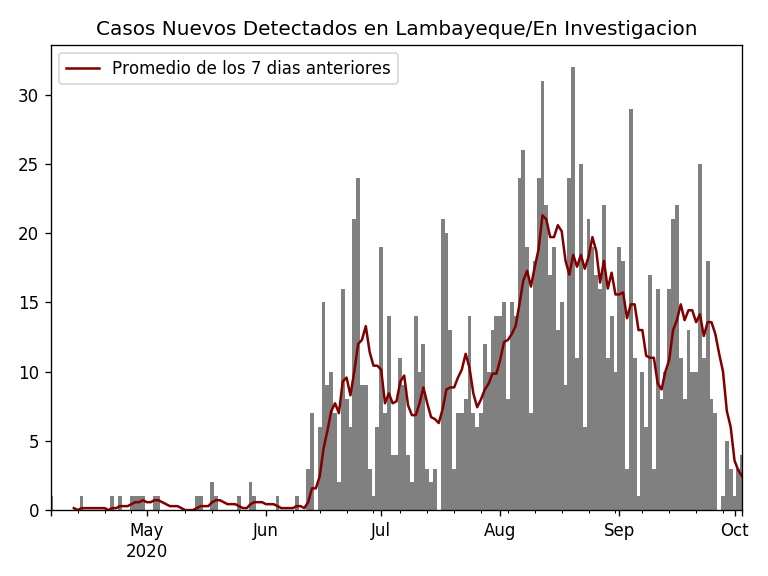 Casos Nuevos Detectados en Lambayeque/En Investigacion
Promedio de los 7 dias anteriores
30
25
20
15
10
5
0
May Jun Jul Aug Sep Oct
2020